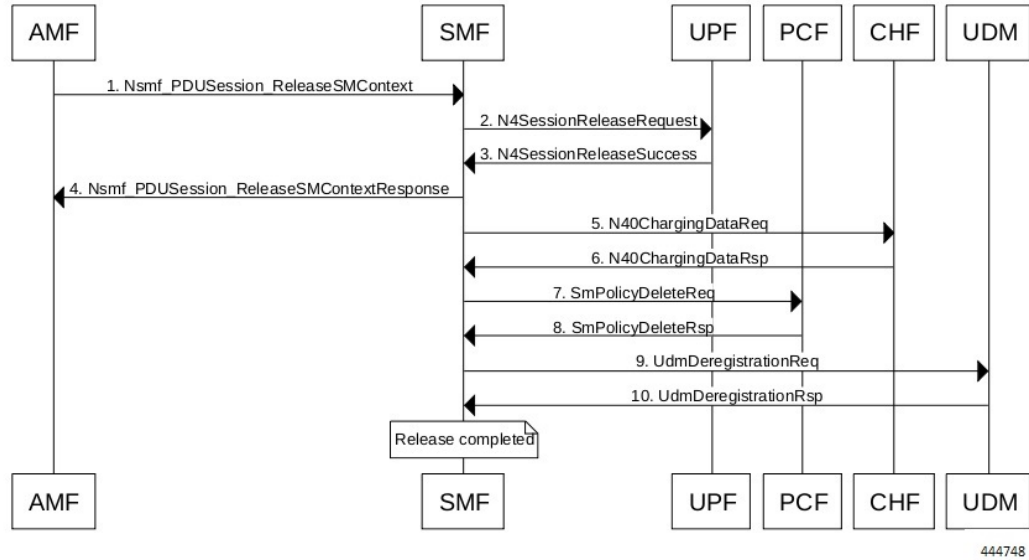 AMF SMF UPF PCF CHF UDM
1. Nsmf_PDUSession_ReleaseSMContext
2. N4SessionReleaseRequest
3. N4SessionReleaseSuccess
4. Nsmf_PDUSession_ReleaseSMContextResponse
5. N40ChargingDataReq
6. N40ChargingDataRsp
7. SmPolicyDeleteReq
8. SmPolicyDeleteRsp
9. UdmDeregistrationReq
10. UdmDeregistrationRsp
Release completed
AMF SMF UPF PCF CHF UDM
444748